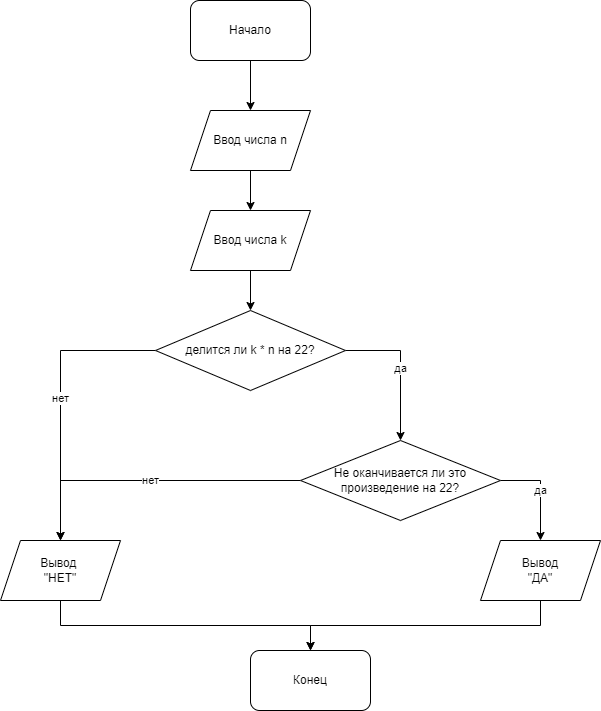 Начало
Ввод числа n
Ввод числа k
делится ли k * n на 22?
да
нет
Не оканчивается ли это
произведение на 22?
нет
да
Вывод
"НЕТ"
Вывод
"ДА"
Конец